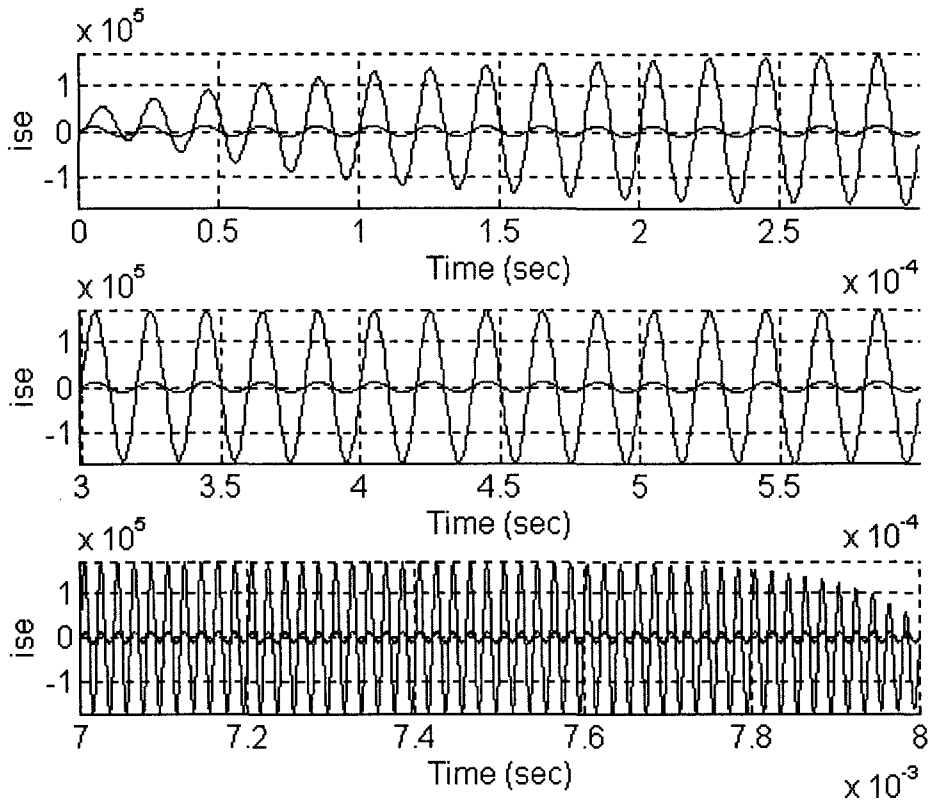 x 10^5
1
0
-1
ise
0 0.5 1 1.5 2 2.5
Time (sec)
x 10^-4
x 10^5
1
0
-1
ise
3 3.5 4 4.5 5 5.5
Time (sec)
x 10^-4
x 10^5
1
0
-1
ise
7 7.2 7.4 7.6 7.8 8
Time (sec)
x 10^-3